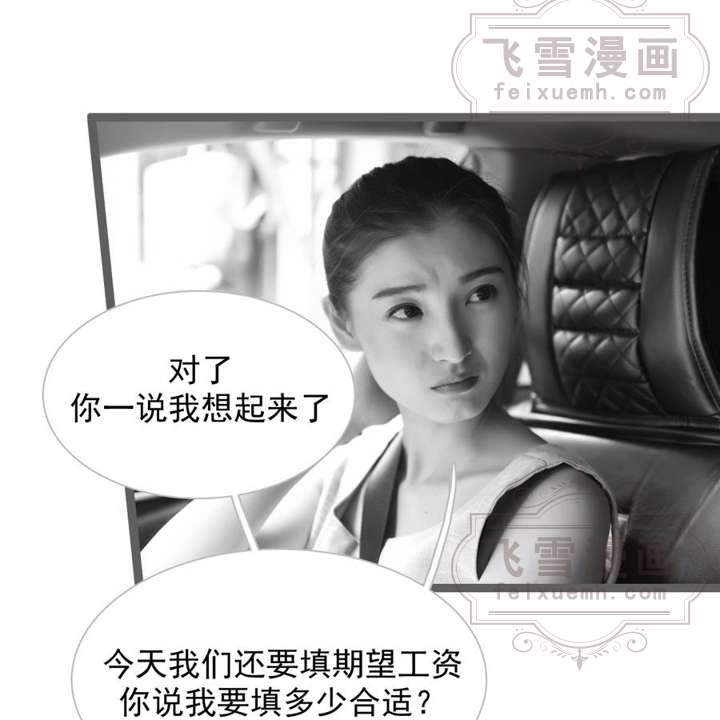 飞雪漫画
feixuemh.com
对了
你一说我想起来了
飞雪漫画
feixuemh.com
今天我们还要填期望工资
你说我要填多少合适？